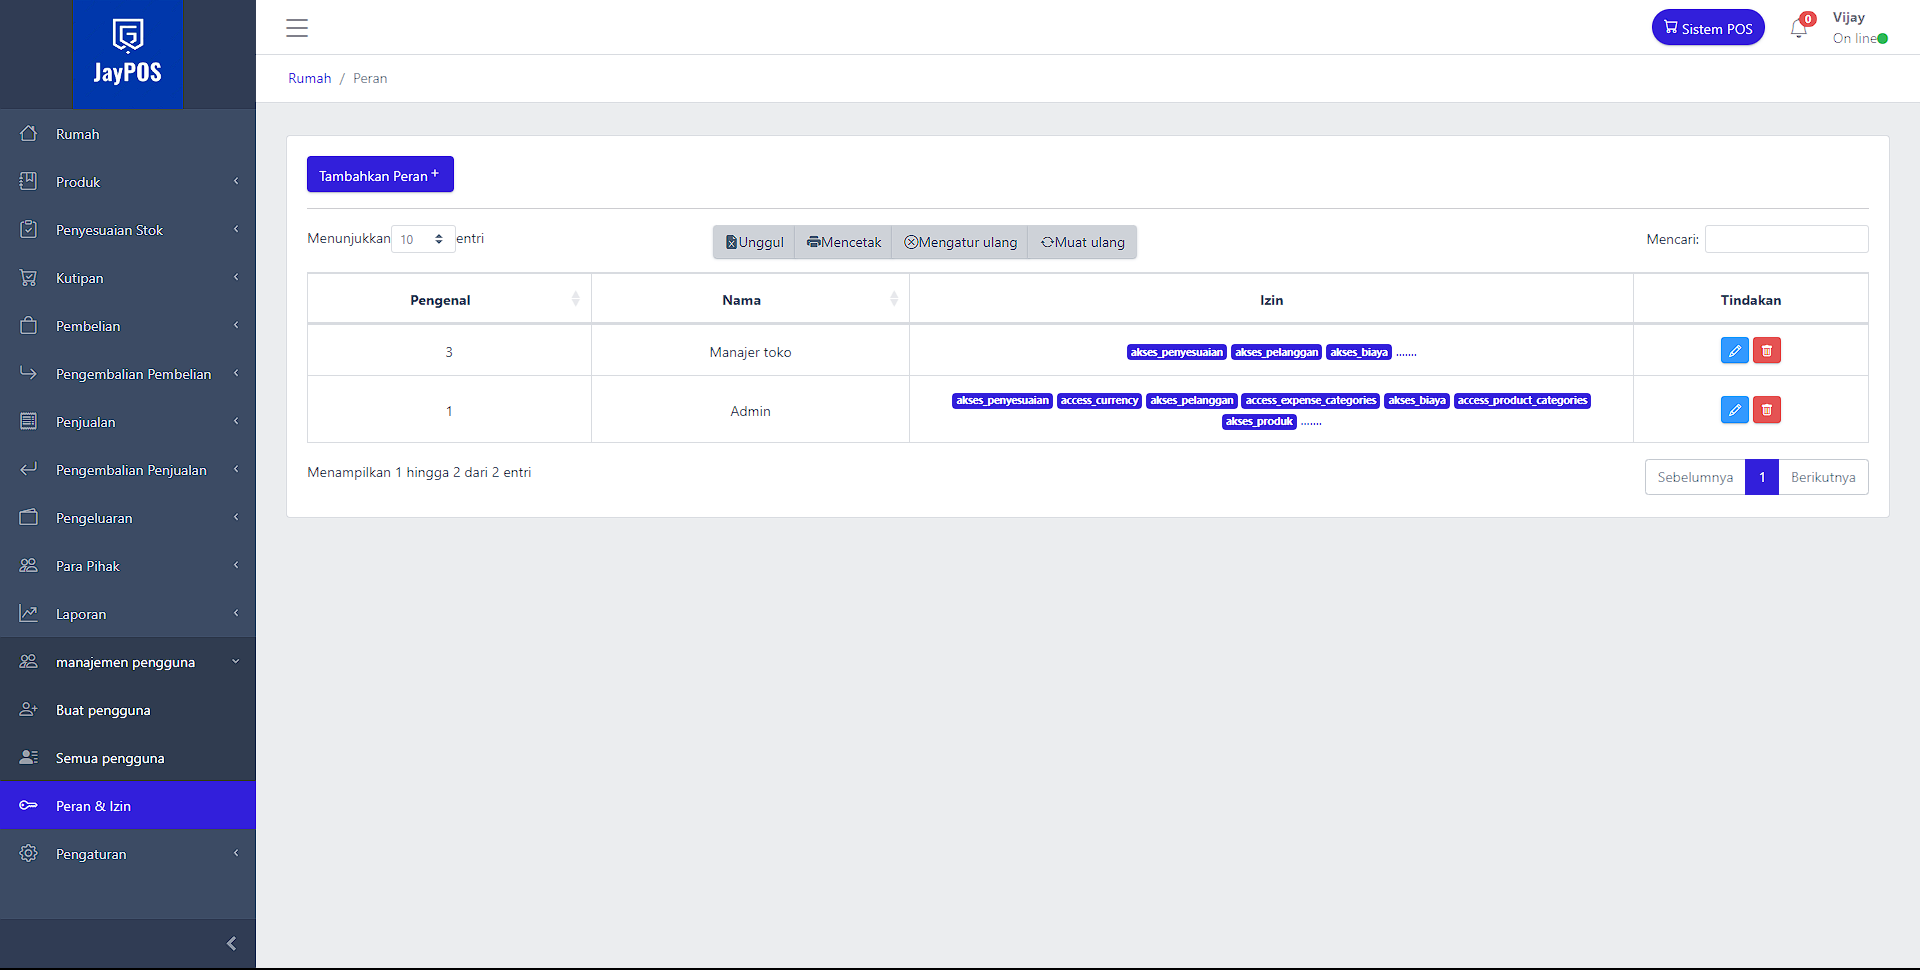 JayPOS
Rumah
Produk
Penyesuaian Stok
Kutipan
Pembelian
Pengembalian Pembelian
Penjualan
Pengembalian Penjualan
Pengeluaran
Para Pihak
Laporan
manajemen pengguna
Buat pengguna
Semua pengguna
Peran & Izin
Pengaturan
Sistem POS
0
Vijay
On line
Rumah / Peran
Tambahkan Peran +
Menunjukkan 10 entri
Unggul Mencetak Mengatur ulang Muat ulang
Mencari:
Pengenal Nama Izin Tindakan
3 Manajer toko akses_penyesuaian akses_pelanggan akses_biaya .......
1 Admin akses_penyesuaian access_currency akses_pelanggan access_expense_categories akses_biaya access_product_categories
akses_produk .......
Menampilkan 1 hingga 2 dari 2 entri
Sebelumnya 1 Berikutnya